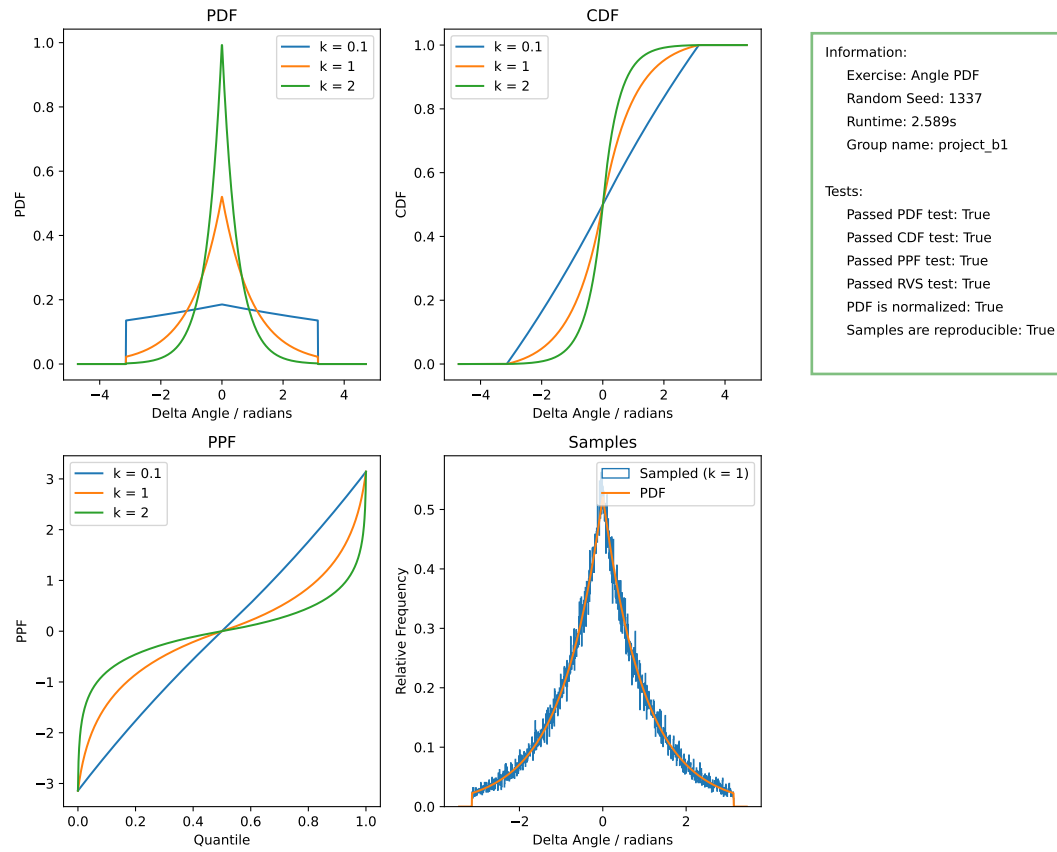 PDF
1.0
0.8
0.6
0.4
0.2
0.0
PDF
k = 0.1
k = 1
k = 2
−4
−2
0
2
4
Delta Angle / radians
CDF
1.0
0.8
0.6
0.4
0.2
0.0
CDF
k = 0.1
k = 1
k = 2
−4
−2
0
2
4
Delta Angle / radians
Information:
Exercise: Angle PDF
Random Seed: 1337
Runtime: 2.589s
Group name: project_b1
Tests:
Passed PDF test: True
Passed CDF test: True
Passed PPF test: True
Passed RVS test: True
PDF is normalized: True
Samples are reproducible: True
PPF
3
2
1
0
−1
−2
−3
PPF
k = 0.1
k = 1
k = 2
0.0
0.2
0.4
0.6
0.8
1.0
Quantile
Samples
0.5
0.4
0.3
0.2
0.1
0.0
Relative Frequency
Sampled (k = 1)
PDF
−2
0
2
Delta Angle / radians